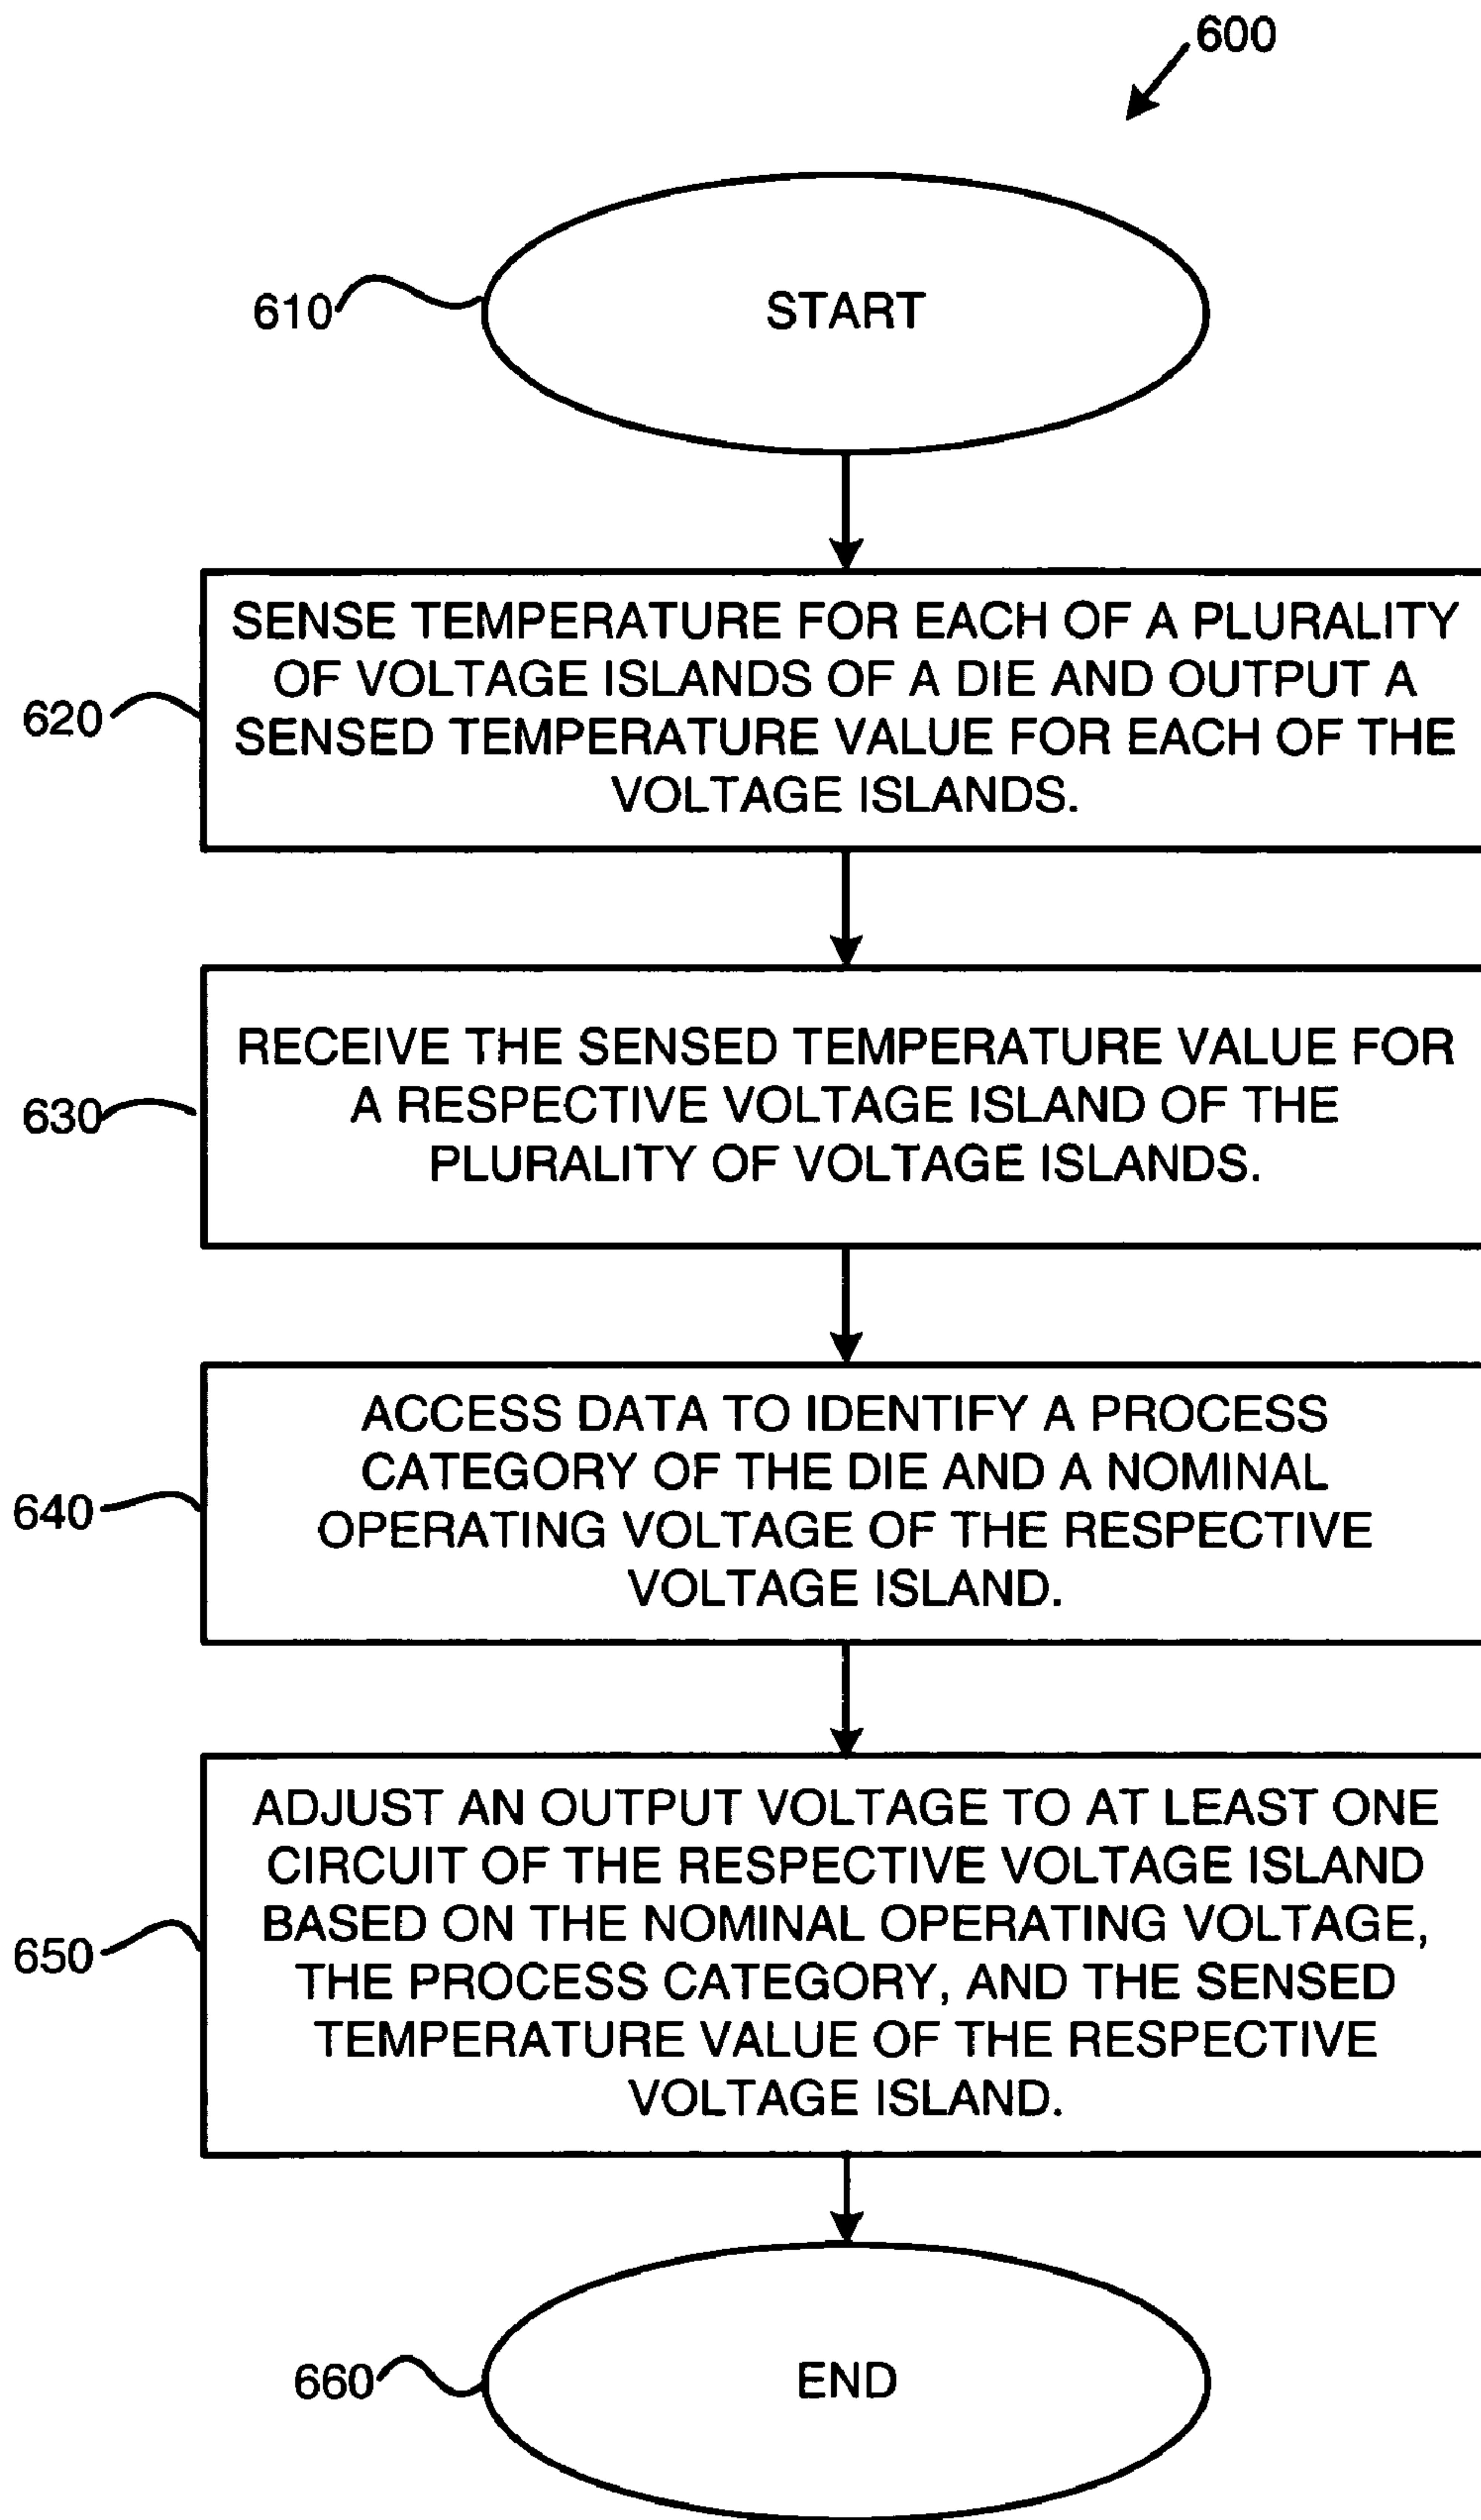 600
START
610
SENSE TEMPERATURE FOR EACH OF A PLURALITY
OF VOLTAGE ISLANDS OF A DIE AND OUTPUT A
SENSED TEMPERATURE VALUE FOR EACH OF THE
VOLTAGE ISLANDS.
620
RECEIVE THE SENSED TEMPERATURE VALUE FOR
A RESPECTIVE VOLTAGE ISLAND OF THE
PLURALITY OF VOLTAGE ISLANDS.
630
ACCESS DATA TO IDENTIFY A PROCESS
CATEGORY OF THE DIE AND A NOMINAL
OPERATING VOLTAGE OF THE RESPECTIVE
VOLTAGE ISLAND.
640
ADJUST AN OUTPUT VOLTAGE TO AT LEAST ONE
CIRCUIT OF THE RESPECTIVE VOLTAGE ISLAND
BASED ON THE NOMINAL OPERATING VOLTAGE,
THE PROCESS CATEGORY, AND THE SENSED
TEMPERATURE VALUE OF THE RESPECTIVE
VOLTAGE ISLAND.
650
END
660